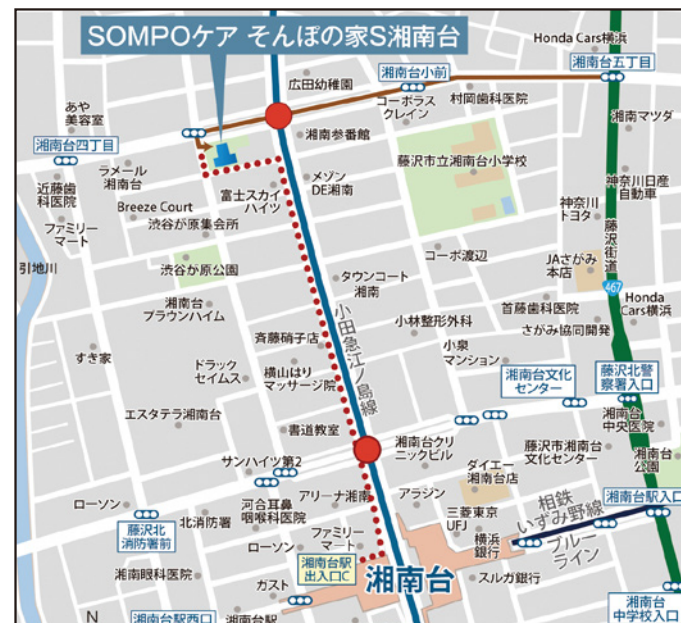 SOMPOケア そんぽの家S湘南台
Honda Cars横浜
湘南台五丁目
広田幼稚園
湘南台小前
コーポラス
クレイン
村岡歯科医院
あや
美容室
湘南参番館
湘南マツダ
湘南台四丁目
ラメール
湘南台
藤沢市立湘南台小学校
近藤歯
科医院
メゾン
DE湘南
富士スカイ
ハイツ
神奈川日産
自動車
Breeze Court
神奈川
トヨタ
ファミリー
マート
渋谷が原集会所
藤沢街道
コーポ渡辺
引地川
渋谷が原公園
タウンコート
湘南
JAさがみ
本店
467
湘南台
ブラウンハイム
小田急江ノ島線
首藤歯科医院
Honda
Cars横浜
小林整形外科
さがみ協同開発
斉藤硝子店
すき家
小泉
マンション
ドラック
セイムス
横山はり
マッサージ院
湘南台文化
センター
藤沢北警
察署入口
エスタテラ湘南台
湘南台
中央医院
書道教室
湘南台クリ
ニックビル
藤沢市湘南台
文化センター
湘南台
公園
サンハイツ第2
ダイエー
湘南台店
ローソン
河合耳鼻
咽喉科医院
アリーナ湘南
アラジン
相鉄
いずみ野線
湘南台駅入口
藤沢北
消防署前
北消防署
三菱東京
UFJ
ブルー
ライン
ローソン
ファミリー
マート
横浜
銀行
湘南眼科医院
湘南台駅
出入口C
湘南台
スルガ銀行
ガスト
湘南台
中学校入口
N
湘南台駅西口
湘南台駅